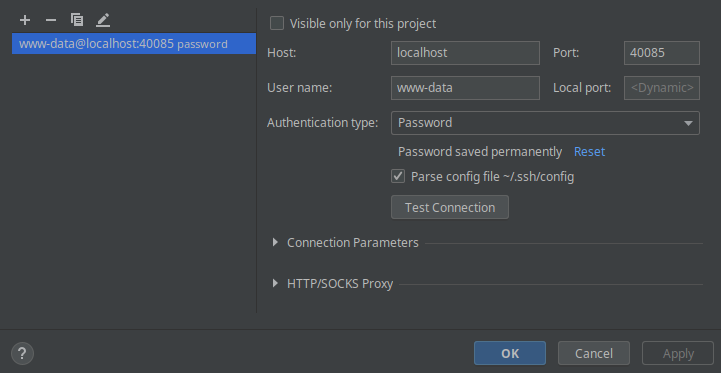 Visible only for this project
www-data@localhost:40085 password
Host: localhost Port: 40085
User name: www-data Local port: <Dynamic>
Authentication type: Password
Password saved permanently Reset
Parse config file ~/.ssh/config
Test Connection
Connection Parameters
HTTP/SOCKS Proxy
? OK Cancel Apply